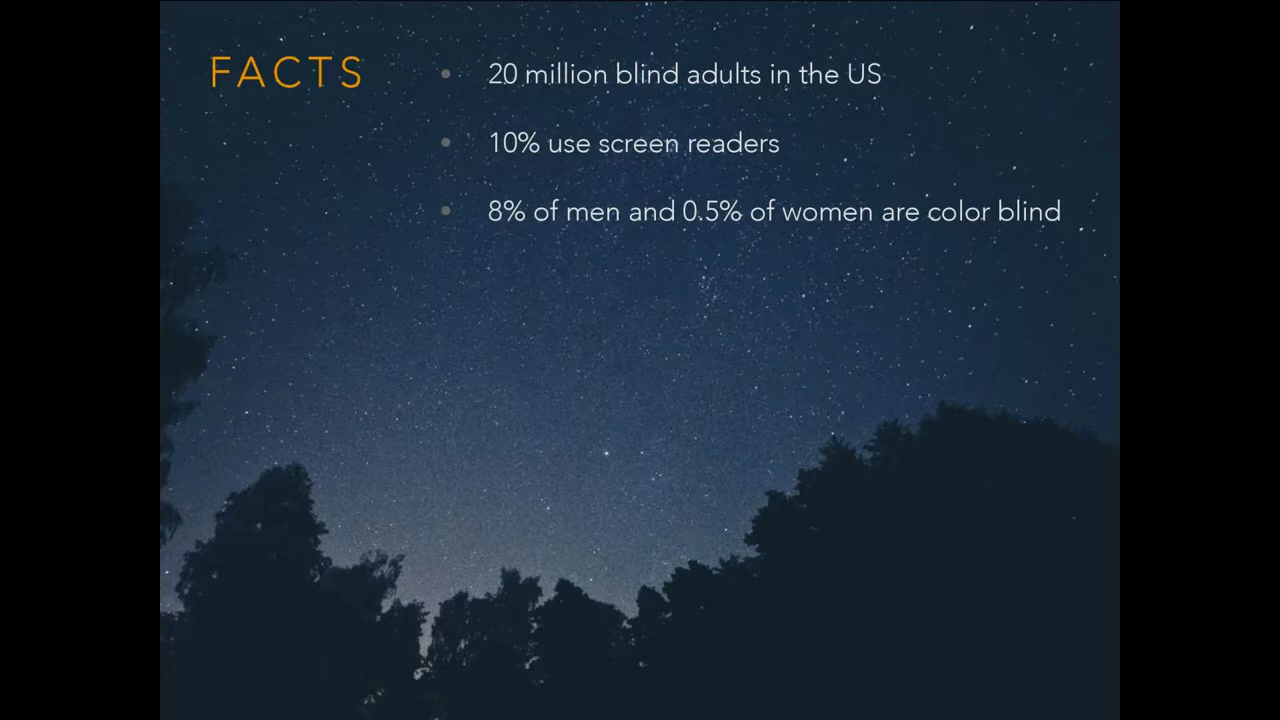 FACTS
20 million blind adults in the US
10% use screen readers
8% of men and 0.5% of women are color blind